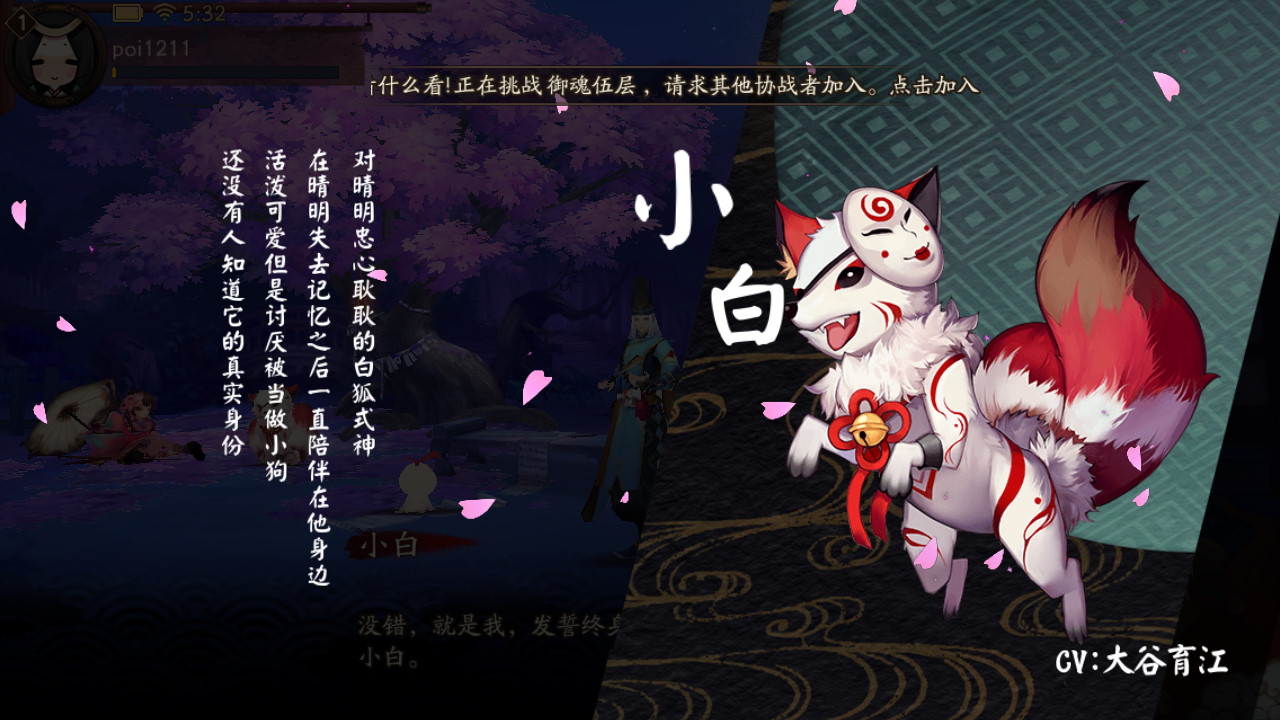 1
5:32
poi1211
什么看!正在挑战御魂伍层，请求其他协战者加入。点击加入
小白
对晴明忠心耿耿的白狐式神
在晴明失去记忆之后一直陪伴在他身边
活泼可爱但是讨厌被当做小狗
还没有人知道它的真实身份
小白
没错，就是我，发誓终身
小白。
CV:大谷育江